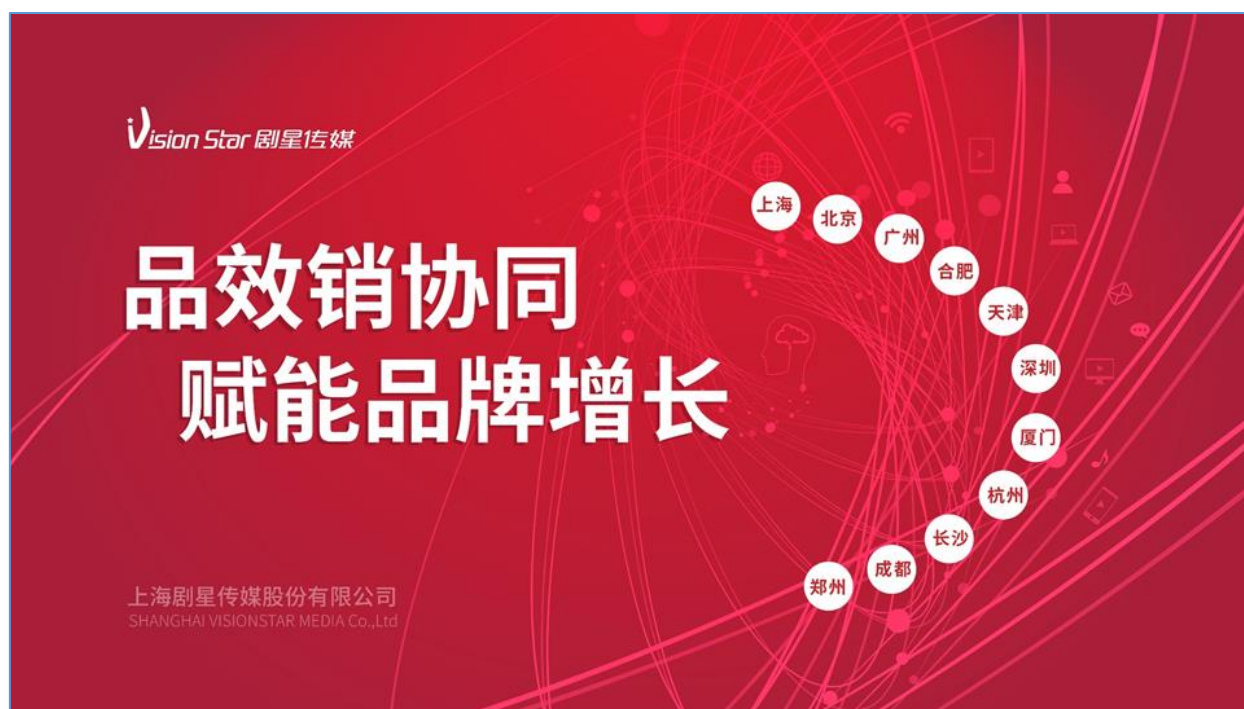 Vision Star 剧星传媒
品效销协同
赋能品牌增长
上海
北京
广州
合肥
天津
深圳
厦门
杭州
长沙
成都
郑州
上海剧星传媒股份有限公司
SHANGHAI VISIONSTAR MEDIA Co.,Ltd